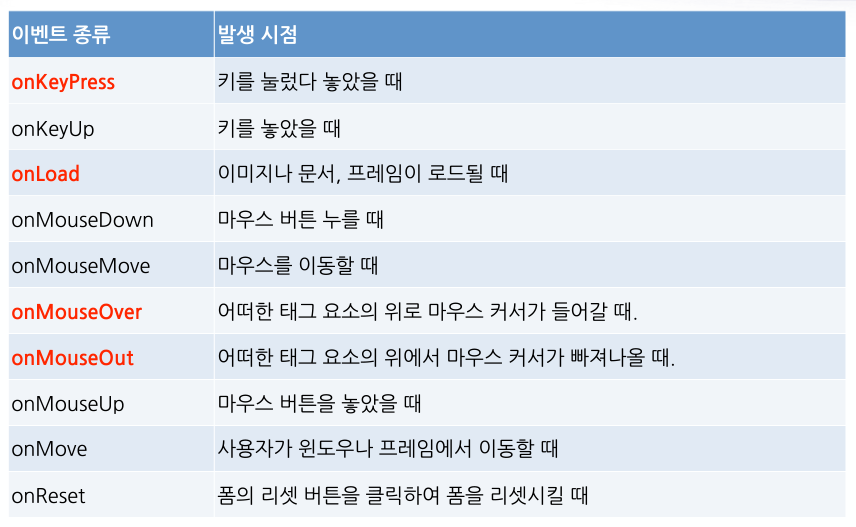 이벤트 종류 발생 시점
onKeyPress 키를 눌렀다 놓았을 때
onKeyUp 키를 놓았을 때
onLoad 이미지나 문서, 프레임이 로드될 때
onMouseDown 마우스 버튼 누를 때
onMouseMove 마우스를 이동할 때
onMouseOver 어떠한 태그 요소의 위로 마우스 커서가 들어갈 때.
onMouseOut 어떠한 태그 요소의 위에서 마우스 커서가 빠져나올 때.
onMouseUp 마우스 버튼을 놓았을 때
onMove 사용자가 윈도우나 프레임에서 이동할 때
onReset 폼의 리셋 버튼을 클릭하여 폼을 리셋시킬 때